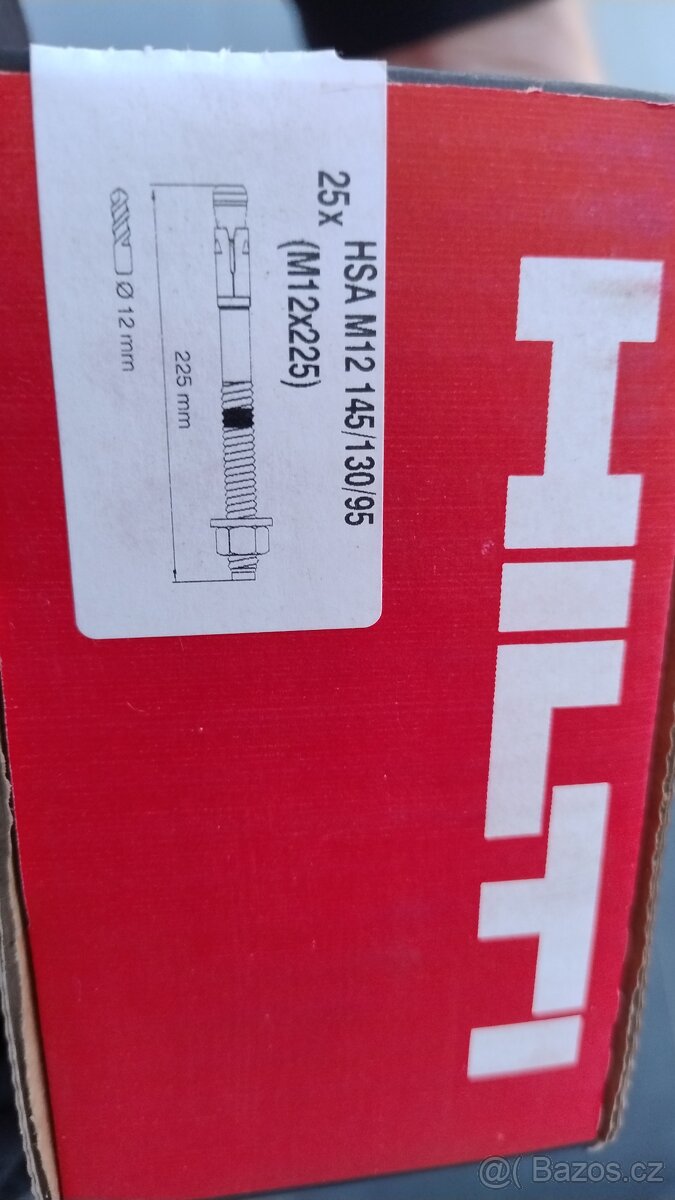 HILTI
25x HSA M12 145/130/95
(M12x225)
225 mm
Ø 12 mm
@ Bazos.cz